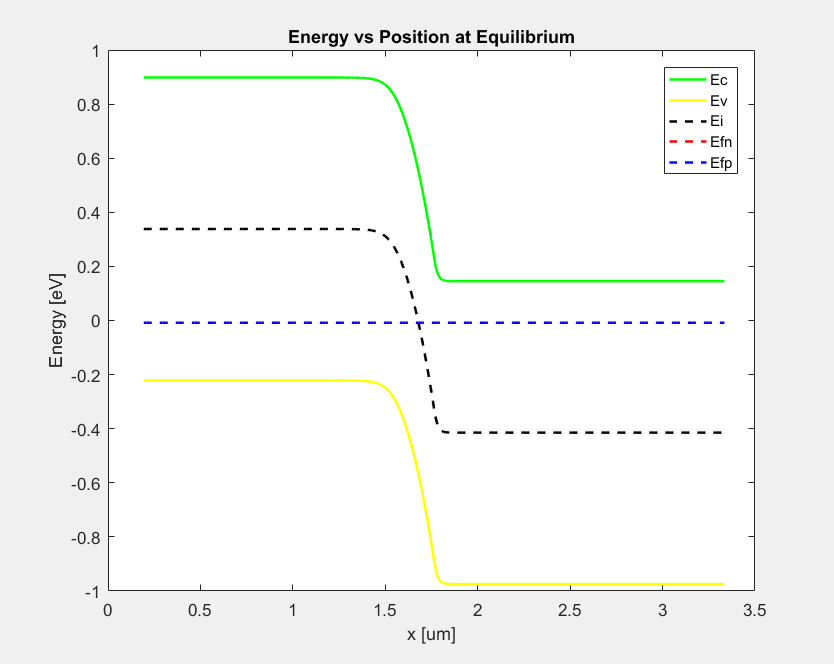 Energy vs Position at Equilibrium
Energy [eV]
1
0.8
0.6
0.4
0.2
0
-0.2
-0.4
-0.6
-0.8
-1
Ec
Ev
Ei
Efn
Efp
0 0.5 1 1.5 2 2.5 3 3.5
x [um]